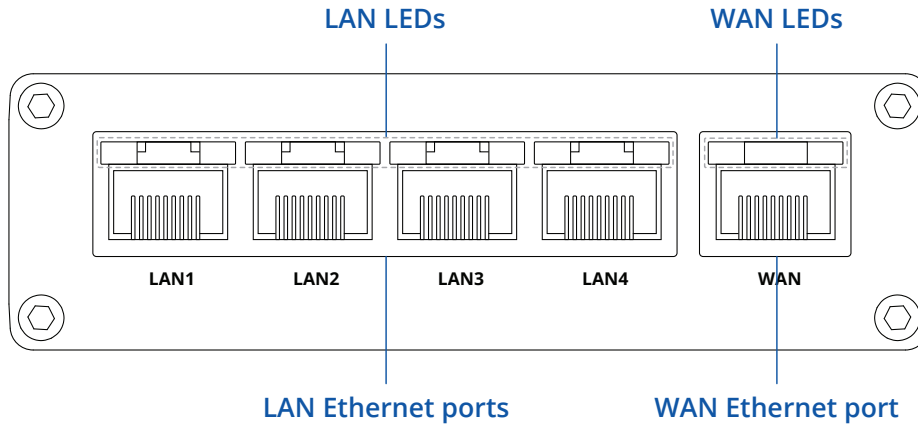 LAN LEDs
WAN LEDs
LAN1
LAN2
LAN3
LAN4
WAN
LAN Ethernet ports
WAN Ethernet port